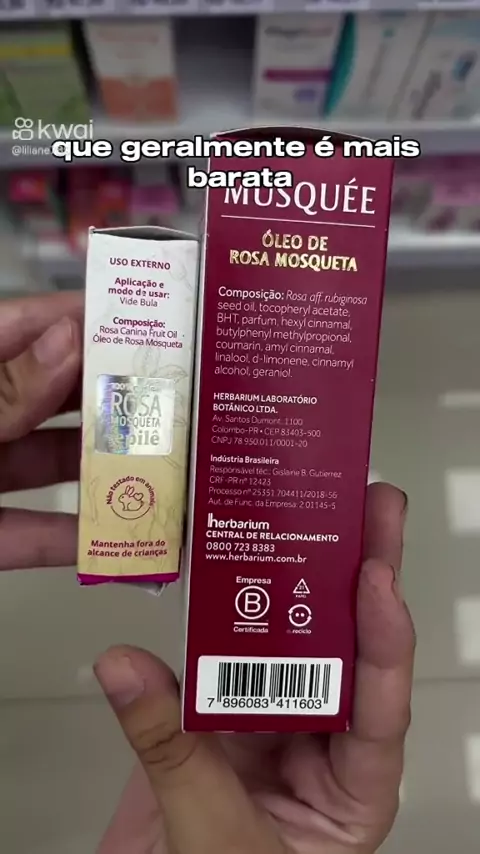 kwai
que geralmente é mais
barata
USO EXTERNO
Aplicação e
modo de usar:
Vide Bula
Composição:
Rosa Canina Fruit Oil
Óleo de Rosa Mosqueta
ROSA
MOSQUETA
epilê
Não testado em animais
Mantenha fora do
alcance de crianças
MUSQUÉE
ÓLEO DE
ROSA MOSQUETA
Composição: Rosa aff. rubiginosa
seed oil, tocopheryl acetate,
BHT, parfum, hexyl cinnamal,
butylphenyl methylpropional,
coumarin, amyl cinnamal,
linalool, d-limonene, cinnamyl
alcohol, geraniol.
HERBARIUM LABORATÓRIO
BOTÂNICO LTDA.
Av. Santos Dumont, 1100
Colombo-PR • CEP 83403-500
CNPJ 78.950.011/0001-20
Indústria Brasileira
Responsável téc.: Gislaine B. Gutierrez
CRF-PR nº 12423
Processo nº 25351.704411/2018-56
Aut. de Func. da Empresa: 2.01145-5
herbarium
CENTRAL DE RELACIONAMENTO
0800 723 8383
www.herbarium.com.br
Empresa
B
Certificada
eureciclo
7 896083 411603